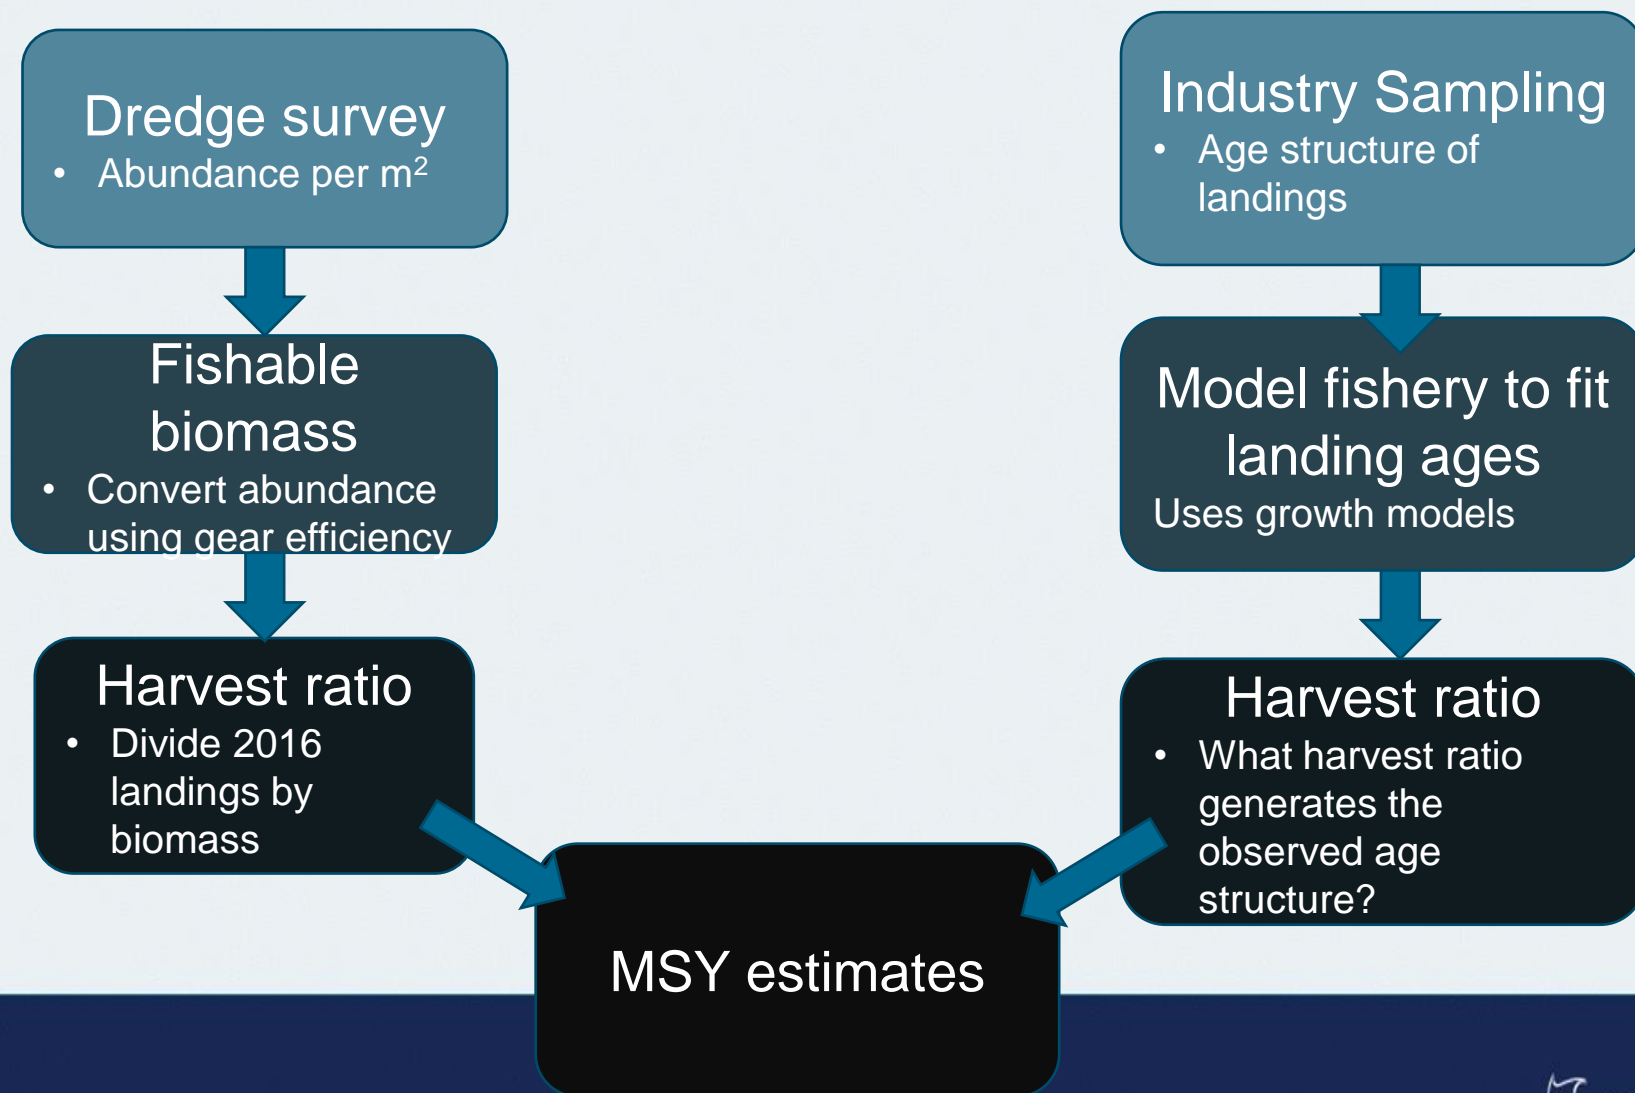 Dredge survey
• Abundance per m²
Fishable
biomass
• Convert abundance
using gear efficiency
Harvest ratio
• Divide 2016
landings by
biomass
Industry Sampling
• Age structure of
landings
Model fishery to fit
landing ages
Uses growth models
Harvest ratio
• What harvest ratio
generates the
observed age
structure?
MSY estimates